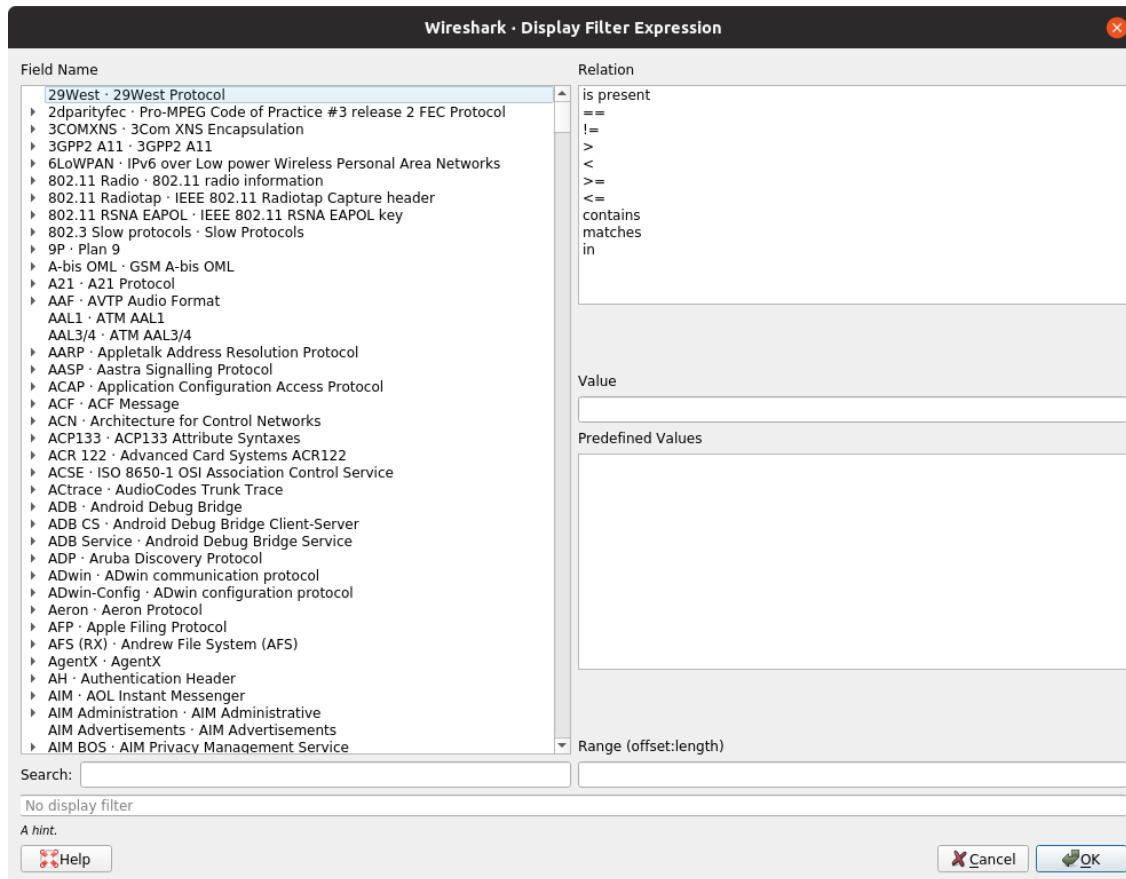 Wireshark · Display Filter Expression
Field Name
29West · 29West Protocol
2dparityfec · Pro-MPEG Code of Practice #3 release 2 FEC Protocol
3COMXNS · 3Com XNS Encapsulation
3GPP2 A11 · 3GPP2 A11
6LoWPAN · IPv6 over Low power Wireless Personal Area Networks
802.11 Radio · 802.11 radio information
802.11 Radiotap · IEEE 802.11 Radiotap Capture header
802.11 RSNA EAPOL · IEEE 802.11 RSNA EAPOL key
802.3 Slow protocols · Slow Protocols
9P · Plan 9
A-bis OML · GSM A-bis OML
A21 · A21 Protocol
AAF · AVTP Audio Format
AAL1 · ATM AAL1
AAL3/4 · ATM AAL3/4
AARP · Appletalk Address Resolution Protocol
AASP · Aastra Signalling Protocol
ACAP · Application Configuration Access Protocol
ACF · ACF Message
ACN · Architecture for Control Networks
ACP133 · ACP133 Attribute Syntaxes
ACR 122 · Advanced Card Systems ACR122
ACSE · ISO 8650-1 OSI Association Control Service
ACtrace · AudioCodes Trunk Trace
ADB · Android Debug Bridge
ADB CS · Android Debug Bridge Client-Server
ADB Service · Android Debug Bridge Service
ADP · Aruba Discovery Protocol
ADwin · ADwin communication protocol
ADwin-Config · ADwin configuration protocol
Aeron · Aeron Protocol
AFP · Apple Filing Protocol
AFS (RX) · Andrew File System (AFS)
AgentX · AgentX
AH · Authentication Header
AIM · AOL Instant Messenger
AIM Administration · AIM Administrative
AIM Advertisements · AIM Advertisements
AIM BOS · AIM Privacy Management Service
Search:
Relation
is present
==
!=
>
<
>=
<=
contains
matches
in
Value
Predefined Values
Range (offset:length)
No display filter
A hint.
Help
Cancel
OK